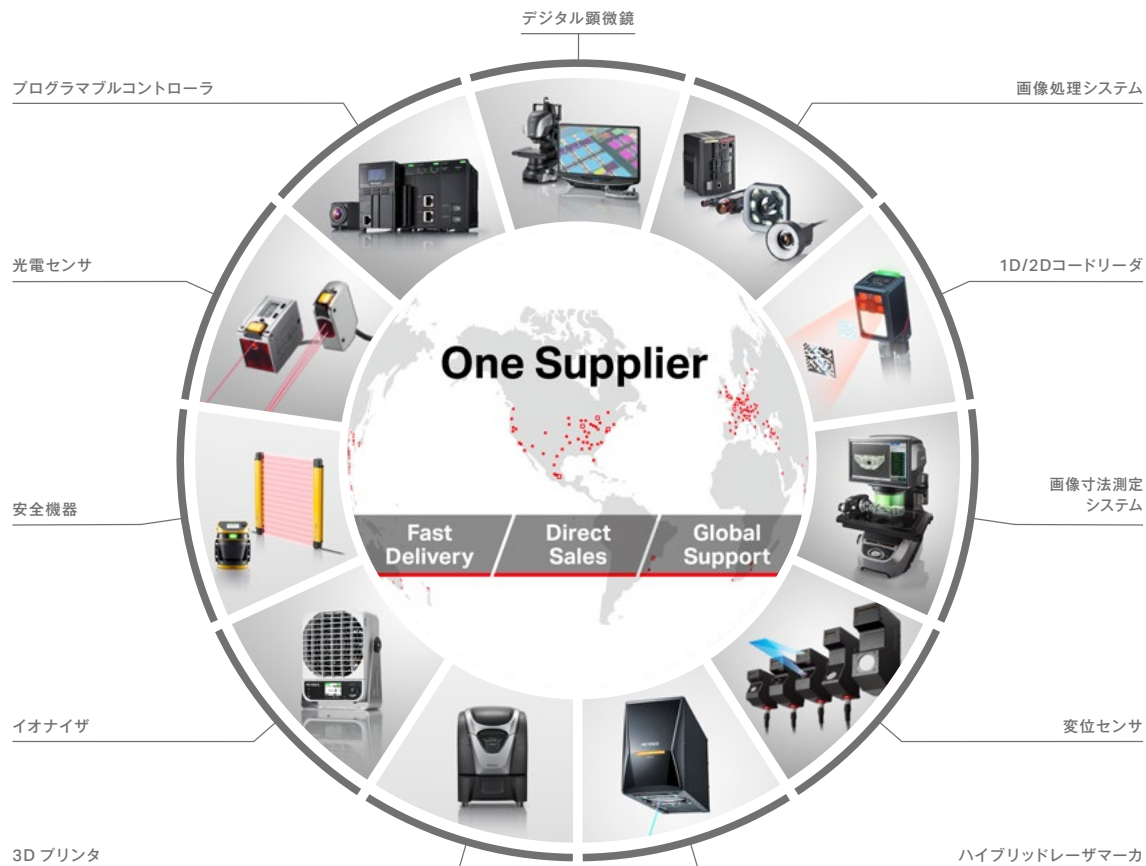 デジタル顕微鏡
プログラマブルコントローラ
画像処理システム
光電センサ
1D/2Dコードリーダ
One Supplier
安全機器
画像寸法測定
システム
Fast
Delivery
Direct
Sales
Global
Support
イオナイザ
変位センサ
3D プリンタ
ハイブリッドレーザマーカ